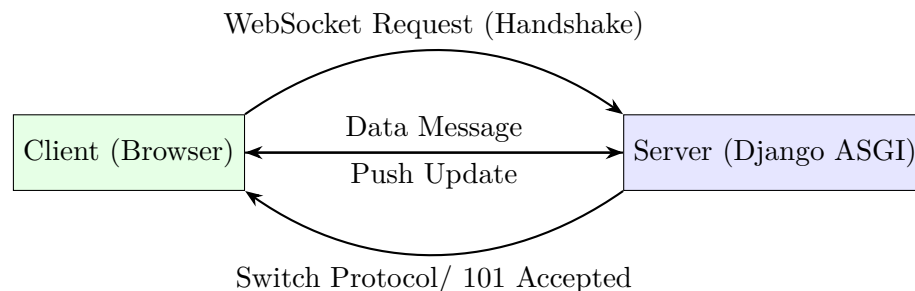 WebSocket Request (Handshake)
Data Message
Client (Browser)
Server (Django ASGI)
Push Update
Switch Protocol/ 101 Accepted